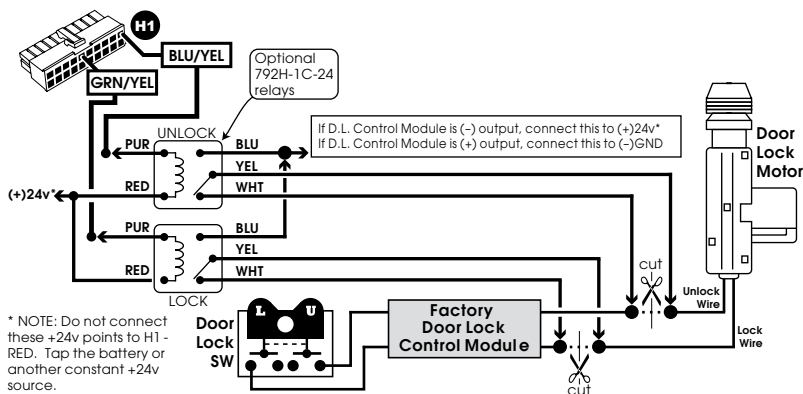 H1
BLU/YEL
GRN/YEL
Optional
792H-1C-24
relays
UNLOCK
PUR
BLU
YEL
RED
WHT
If D.L. Control Module is (–) output, connect this to (+)24v*
If D.L. Control Module is (+) output, connect this to (–)GND
Door
Lock
Motor
(+)24v*
PUR
BLU
YEL
RED
WHT
LOCK
cut
Unlock
Wire
Lock
Wire
* NOTE: Do not connect
these +24v points to H1 -
RED. Tap the battery or
another constant +24v
source.
Door
Lock
SW
L U
Factory
Door Lock
Control Module
cut